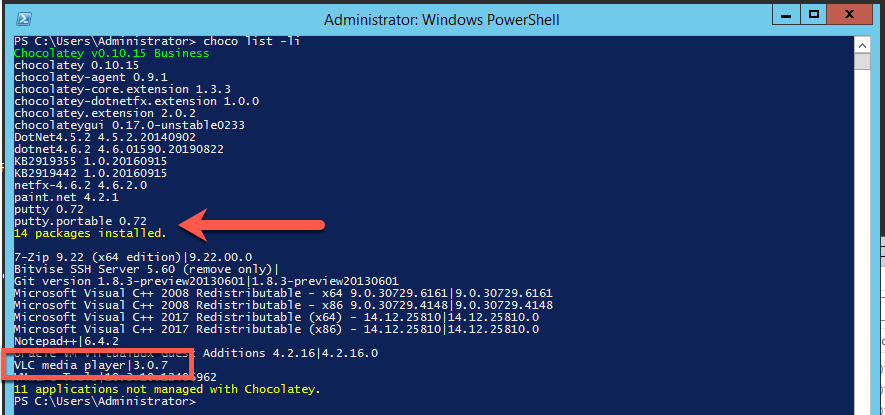 Administrator: Windows PowerShell
PS C:\Users\Administrator> choco list -li
Chocolatey v0.10.15 Business
chocolatey 0.10.15
chocolatey-agent 0.9.1
chocolatey-core.extension 1.3.3
chocolatey-dotnetfx.extension 1.0.0
chocolatey.extension 2.0.2
chocolateygui 0.17.0-unstable0233
DotNet4.5.2 4.5.2.20140902
dotnet4.6.2 4.6.01590.20190822
KB2919355 1.0.20160915
KB2919442 1.0.20160915
netfx-4.6.2 4.6.2.0
paint.net 4.2.1
putty 0.72
putty.portable 0.72
14 packages installed.
7-Zip 9.22 (x64 edition)|9.22.00.0
Bitvise SSH Server 5.60 (remove only)|
Git version 1.8.3-preview20130601|1.8.3-preview20130601
Microsoft Visual C++ 2008 Redistributable - x64 9.0.30729.6161|9.0.30729.6161
Microsoft Visual C++ 2008 Redistributable - x86 9.0.30729.4148|9.0.30729.4148
Microsoft Visual C++ 2017 Redistributable (x64) - 14.12.25810|14.12.25810.0
Microsoft Visual C++ 2017 Redistributable (x86) - 14.12.25810|14.12.25810.0
Notepad++|6.4.2
Oracle VM VirtualBox Guest Additions 4.2.16|4.2.16.0
VLC media player|3.0.7
11 applications not managed with Chocolatey.
PS C:\Users\Administrator>